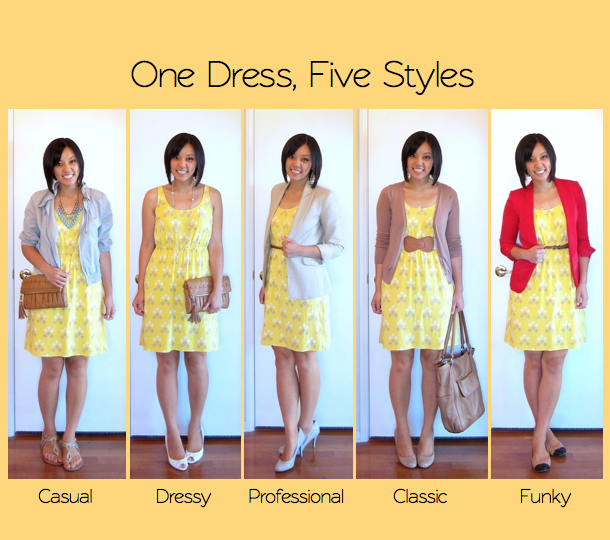 One Dress, Five Styles
Casual Dressy Professional Classic Funky